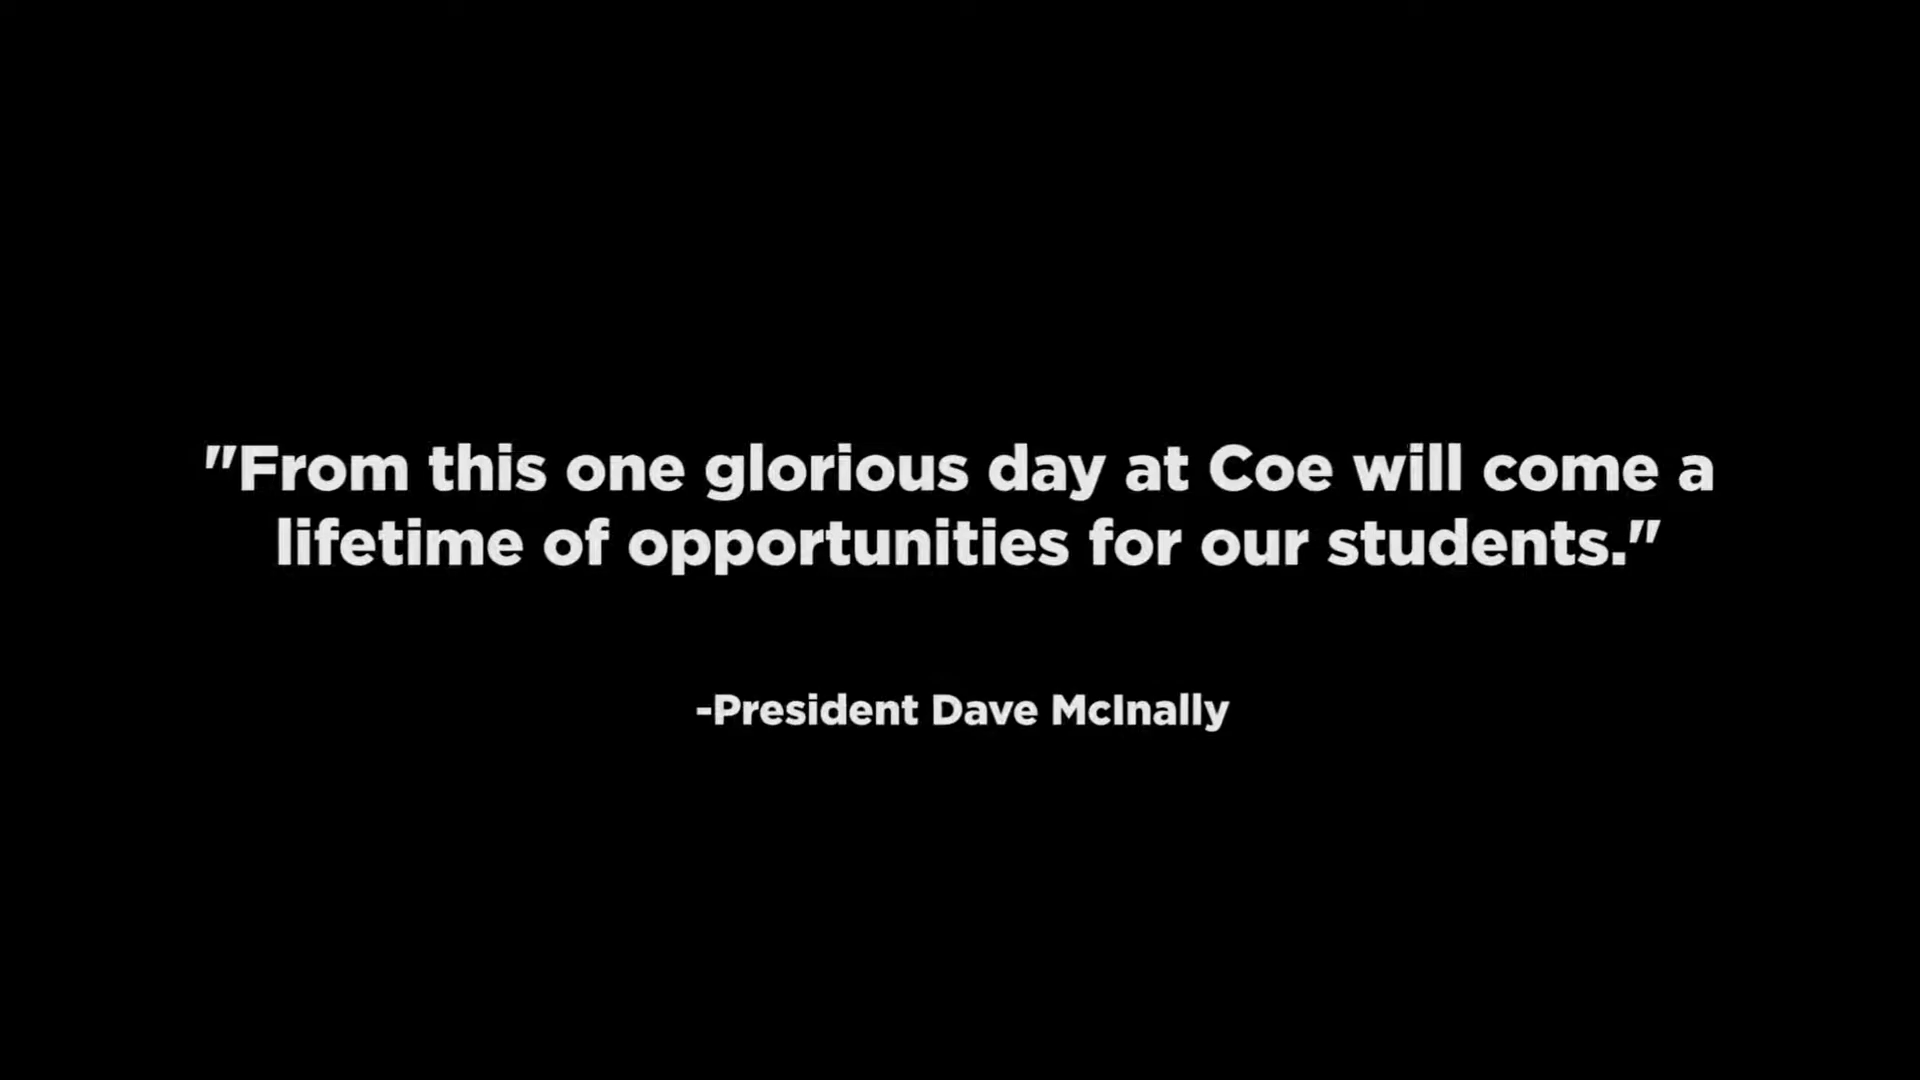 "From this one glorious day at Coe will come a
lifetime of opportunities for our students."
-President Dave McInally